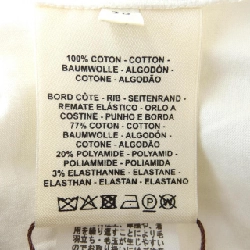 100% COTON - COTTON -
BAUMWOLLE - ALGODÓN -
COTONE - ALGODÃO
BORD CÔTE - RIB - SEITENRAND -
REMATE ELÁSTICO - ORLO A
COSTINE - PUNHO E BORDA
77% COTON - COTTON -
BAUMWOLLE - ALGODÓN -
COTONE - ALGODÃO
20% POLYAMIDE - POLYAMID -
POLIAMMIDE - POLIAMIDA
3% ELASTHANNE - ELASTANE -
ELASTHAN - ELASTAN - ELASTANO